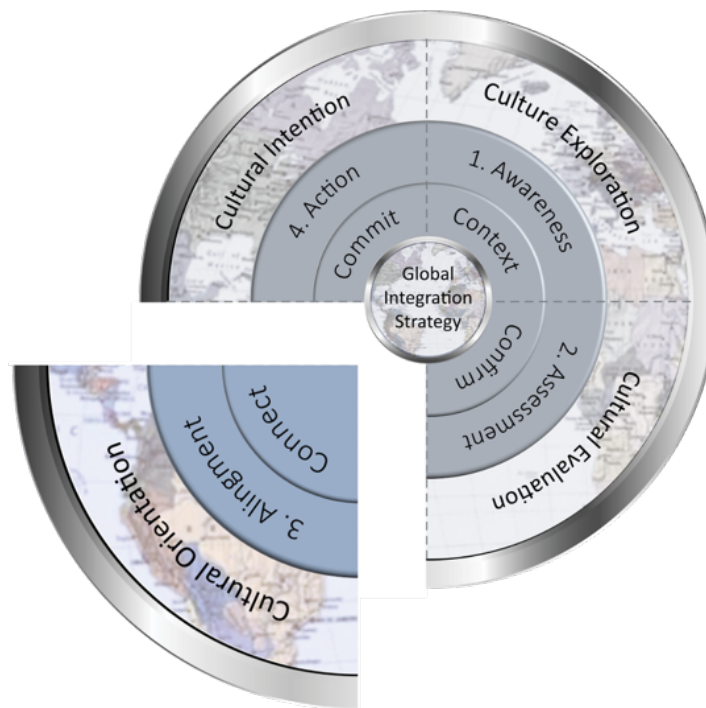 Global
Integration
Strategy
Culture Exploration
1. Awareness
Context
Cultural Evaluation
2. Assessment
Confirm
Cultural Orientation
3. Alingment
Connect
Cultural Intention
4. Action
Commit